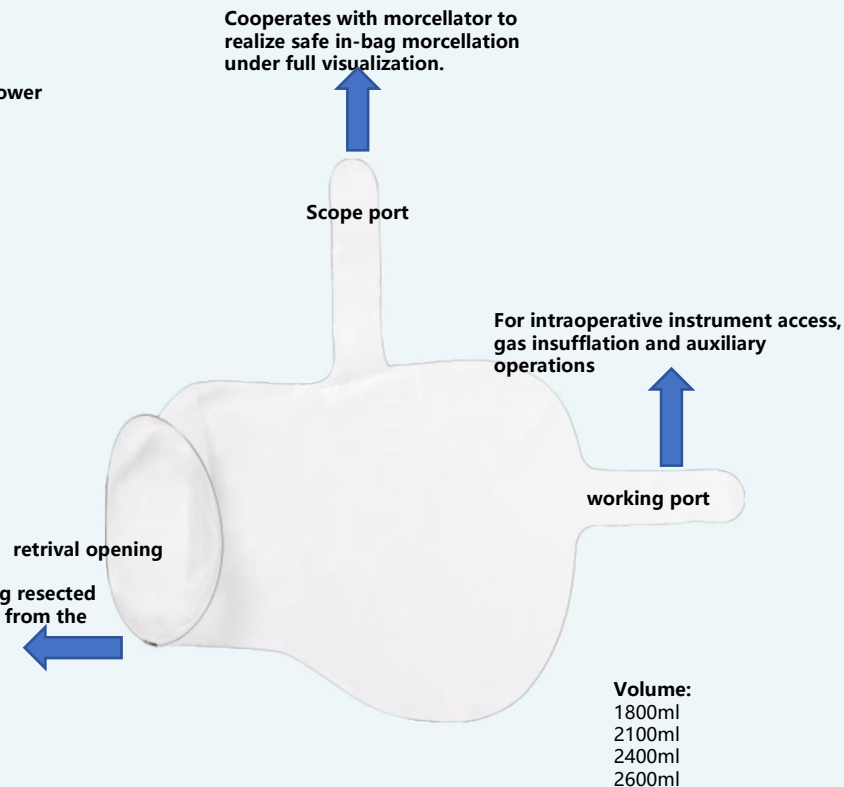 Cooperates with morcellator to
realize safe in-bag morcellation
under full visualization.
ower
Scope port
For intraoperative instrument access,
gas insufflation and auxiliary
operations
working port
retrival opening
g resected
from the
Volume:
1800ml
2100ml
2400ml
2600ml